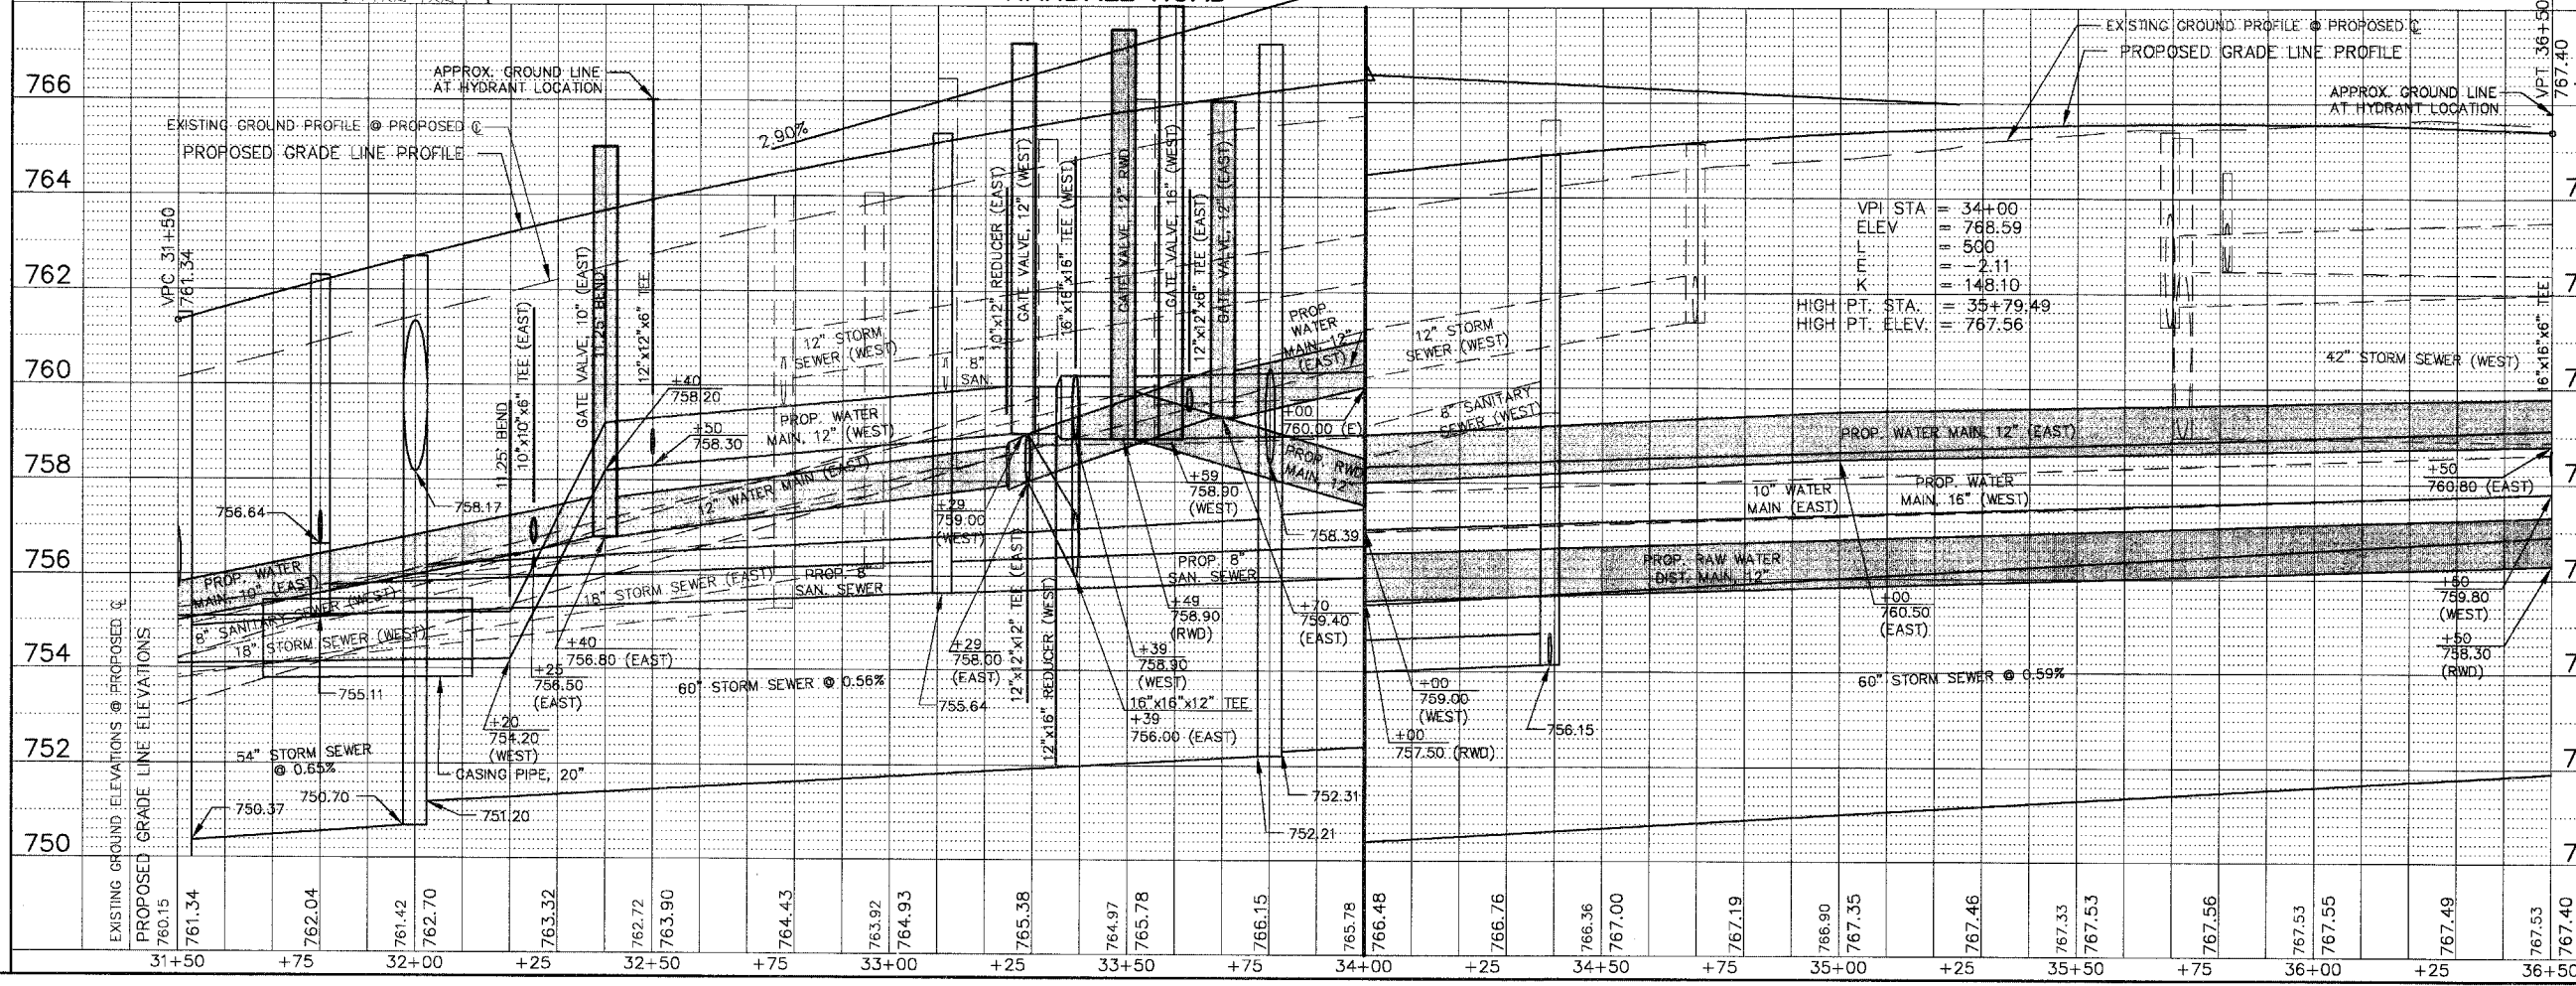 766
764
762
760
758
756
754
752
750
EXISTING GROUND ELEVATIONS @ PROPOSED ℄
PROPOSED GRADE LINE ELEVATIONS
VPC 31+50
761.34
EXISTING GROUND PROFILE @ PROPOSED ℄
PROPOSED GRADE LINE PROFILE
APPROX. GROUND LINE
AT HYDRANT LOCATION
2.90%
756.64
758.17
11.25° BEND
10"x10"x6" TEE (EAST)
GATE VALVE, 10" (EAST)
11.25 BEND
12"x12"x6" TEE
+40
758.20
+50
758.30
12" STORM
SEWER (WEST)
8"
SAN.
PROP. WATER
MAIN, 12" (WEST)
12" WATER MAIN (EAST)
PROP. WATER
MAIN, 10" (EAST)
8" SANITARY SEWER (WEST)
18" STORM SEWER (WEST)
18" STORM SEWER (EAST)
PROP. 8"
SAN. SEWER
755.11
54" STORM SEWER
@ 0.65%
CASING PIPE, 20"
750.37
750.70
751.20
+20
754.20
(WEST)
+25
756.50
(EAST)
+40
756.80 (EAST)
60" STORM SEWER @ 0.56%
755.64
10"x12" REDUCER (EAST)
GATE VALVE, 12" (WEST)
16"x16"x16" TEE (WEST)
GATE VALVE, 12" RWD
GATE VALVE, 16" (WEST)
12"x12"x6" TEE (EAST)
GATE VALVE, 12" (EAST)
PROP.
WATER
MAIN, 12"
(EAST)
+00
760.00 (E)
PROP. RWD
MAIN, 12"
+29
759.00
(WEST)
+29
758.00
(EAST)
12"x12"x12" TEE (EAST)
12"x16" REDUCER (WEST)
+59
758.90
(WEST)
758.39
PROP. 8"
SAN. SEWER
+49
758.90
(RWD)
+70
759.40
(EAST)
+39
758.90
(WEST)
16"x16"x12" TEE
+39
756.00 (EAST)
752.31
752.21
EXISTING GROUND PROFILE @ PROPOSED ℄
PROPOSED GRADE LINE PROFILE
APPROX. GROUND LINE
AT HYDRANT LOCATION
VPT 36+50
767.40
VPI STA = 34+00
ELEV = 768.59
L = 500
E = -2.11
K = 148.10
HIGH PT. STA. = 35+79.49
HIGH PT. ELEV. = 767.56
12" STORM
SEWER (WEST)
8" SANITARY
SEWER (WEST)
42" STORM SEWER (WEST)
16"x16"x6" TEE
PROP. WATER MAIN, 12" (EAST)
10" WATER
MAIN (EAST)
PROP. WATER
MAIN, 16" (WEST)
+50
760.80 (EAST)
PROP. RAW WATER
DIST. MAIN, 12"
+00
760.50
(EAST)
+50
759.80
(WEST)
+50
758.30
(RWD)
+00
759.00
(WEST)
+00
757.50 (RWD)
756.15
60" STORM SEWER @ 0.59%
760.15 761.34 762.04 761.42 762.70 763.32 762.72 763.90 764.43 763.92 764.93 765.38 764.97 765.78 766.15 765.78 766.48 766.76 766.36 767.00 767.19 766.90 767.35 767.46 767.33 767.53 767.56 767.53 767.55 767.49 767.53 767.40
31+50 +75 32+00 +25 32+50 +75 33+00 +25 33+50 +75 34+00 +25 34+50 +75 35+00 +25 35+50 +75 36+00 +25 36+50